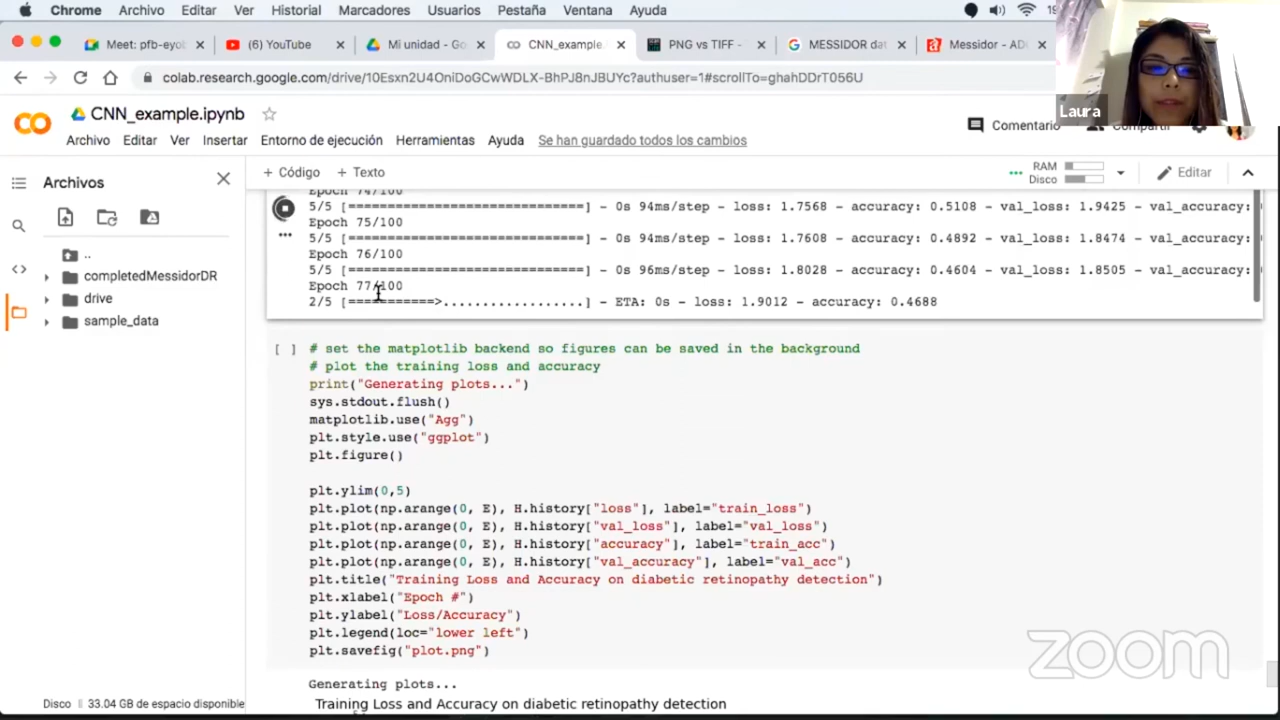 Chrome Archivo Editar Ver Historial Marcadores Usuarios Pestaña Ventana Ayuda
Meet: pfb-eyol
(6) YouTube
Mi unidad - Go
CNN_example.
PNG vs TIFF -
MESSIDOR dat
Messidor - AD
colab.research.google.com/drive/10Esxn2U4OniDoGCwWDLX-BhPJ8nJBUYc?authuser=1#scrollTo=ghahDDrT056U
Laura
CNN_example.ipynb
Comentario
Compartir
Archivo Editar Ver Insertar Entorno de ejecución Herramientas Ayuda Se han guardado todos los cambios
Archivos
+ Código + Texto
RAM
Disco
Editar
..
completedMessidorDR
drive
sample_data
Epoch 74/100
5/5 [==============================] - 0s 94ms/step - loss: 1.7568 - accuracy: 0.5108 - val_loss: 1.9425 - val_accuracy:
Epoch 75/100
5/5 [==============================] - 0s 94ms/step - loss: 1.7608 - accuracy: 0.4892 - val_loss: 1.8474 - val_accuracy:
Epoch 76/100
5/5 [==============================] - 0s 96ms/step - loss: 1.8028 - accuracy: 0.4604 - val_loss: 1.8505 - val_accuracy:
Epoch 77/100
2/5 [===========>..................] - ETA: 0s - loss: 1.9012 - accuracy: 0.4688
[ ] # set the matplotlib backend so figures can be saved in the background
# plot the training loss and accuracy
print("Generating plots...")
sys.stdout.flush()
matplotlib.use("Agg")
plt.style.use("ggplot")
plt.figure()
plt.ylim(0,5)
plt.plot(np.arange(0, E), H.history["loss"], label="train_loss")
plt.plot(np.arange(0, E), H.history["val_loss"], label="val_loss")
plt.plot(np.arange(0, E), H.history["accuracy"], label="train_acc")
plt.plot(np.arange(0, E), H.history["val_accuracy"], label="val_acc")
plt.title("Training Loss and Accuracy on diabetic retinopathy detection")
plt.xlabel("Epoch #")
plt.ylabel("Loss/Accuracy")
plt.legend(loc="lower left")
plt.savefig("plot.png")
Generating plots...
Training Loss and Accuracy on diabetic retinopathy detection
Disco 33.04 GB de espacio disponible
zoom